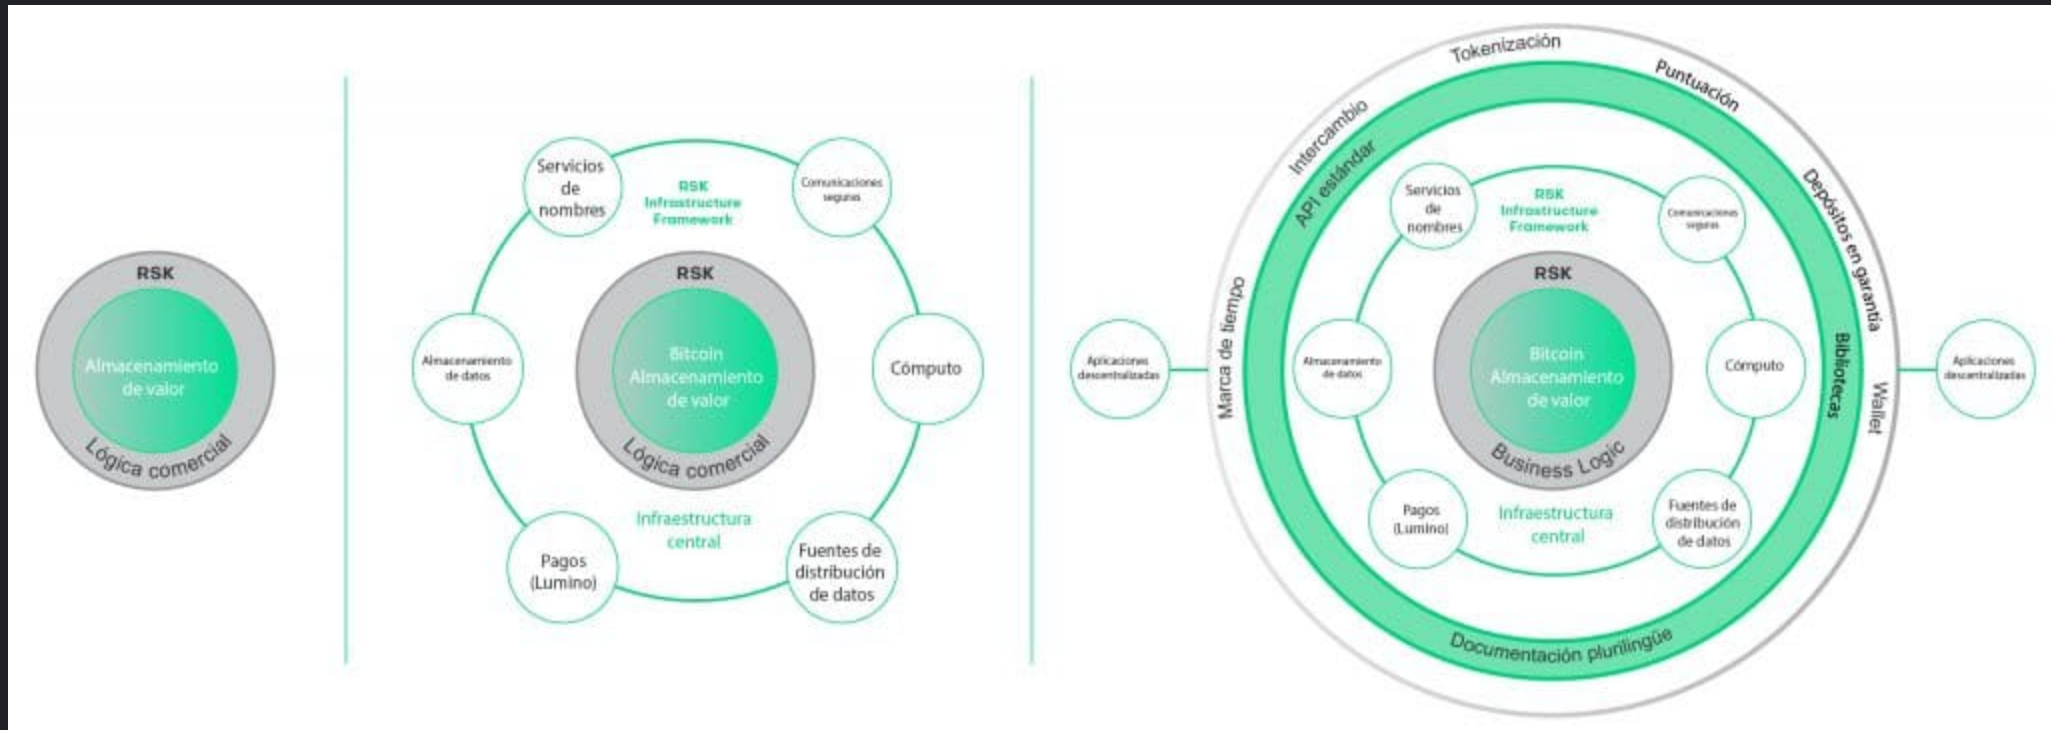 RSK
Almacenamiento
de valor
Lógica comercial
Servicios
de
nombres
RSK
Infrastructure
Framework
Comunicaciones
seguras
RSK
Almacenamiento
de datos
Bitcoin
Almacenamiento
de valor
Cómputo
Lógica comercial
Infraestructura
central
Pagos
(Lumino)
Fuentes de
distribución
de datos
Tokenización
Puntuación
Intercambio
API estándar
Depósitos en garantía
Servicios
de
nombres
RSK
Infrastructure
Framework
Comunicaciones
seguras
RSK
Marca de tiempo
Aplicaciones
descentralizadas
Almacenamiento
de datos
Bitcoin
Almacenamiento
de valor
Cómputo
Bibliotecas
Wallet
Aplicaciones
descentralizadas
Business Logic
Pagos
(Lumino)
Infraestructura
central
Fuentes de
distribución
de datos
Documentación plurilingüe